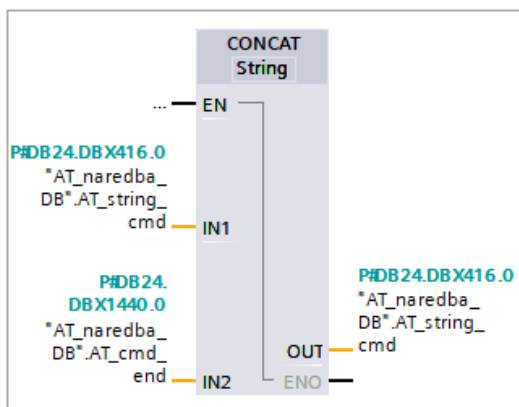 CONCAT
String
...
EN
P#DB24.DBX416.0
"AT_naredba_
DB".AT_string_
cmd
IN1
P#DB24.
DBX1440.0
"AT_naredba_
DB".AT_cmd_
end
IN2
P#DB24.DBX416.0
"AT_naredba_
DB".AT_string_
cmd
OUT
ENO